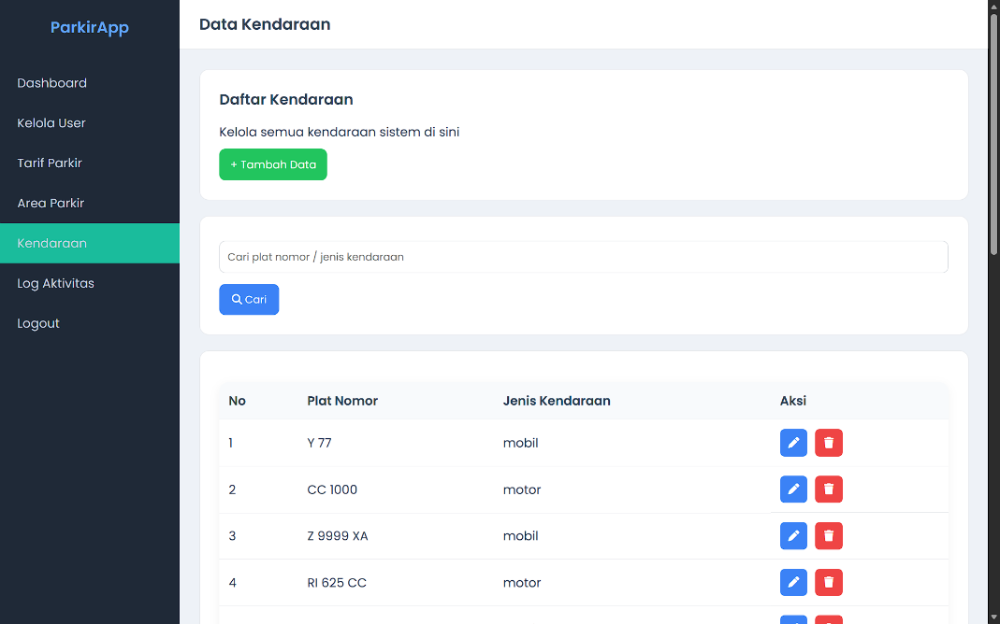 ParkirApp
Dashboard
Kelola User
Tarif Parkir
Area Parkir
Kendaraan
Log Aktivitas
Logout
Data Kendaraan
Daftar Kendaraan
Kelola semua kendaraan sistem di sini
+ Tambah Data
Cari plat nomor / jenis kendaraan
Cari
No Plat Nomor Jenis Kendaraan Aksi
1 Y 77 mobil
2 CC 1000 motor
3 Z 9999 XA mobil
4 RI 625 CC motor